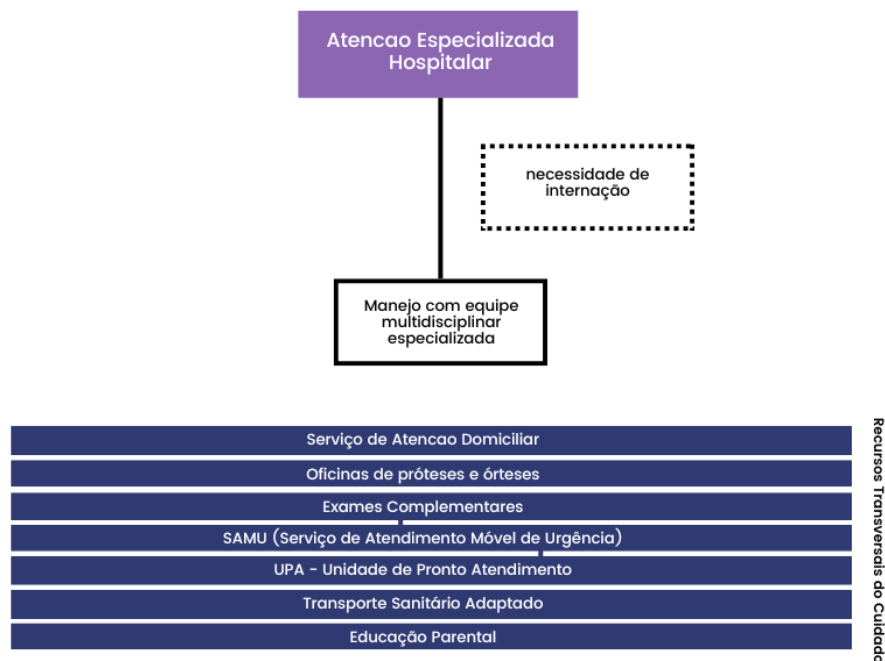 Atencao Especializada
Hospitalar
necessidade de
internação
Manejo com equipe
multidisciplinar
especializada
Serviço de Atencao Domiciliar
Oficinas de próteses e órteses
Exames Complementares
SAMU (Serviço de Atendimento Móvel de Urgência)
UPA - Unidade de Pronto Atendimento
Transporte Sanitário Adaptado
Educação Parental
Recursos Transversais do Cuidado